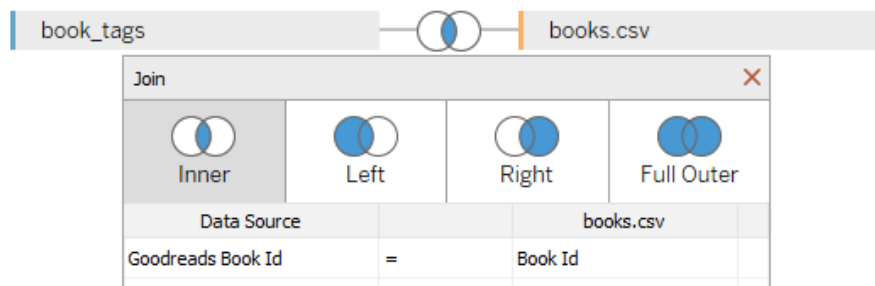 book_tags books.csv
Join
Inner Left Right Full Outer
Data Source books.csv
Goodreads Book Id = Book Id